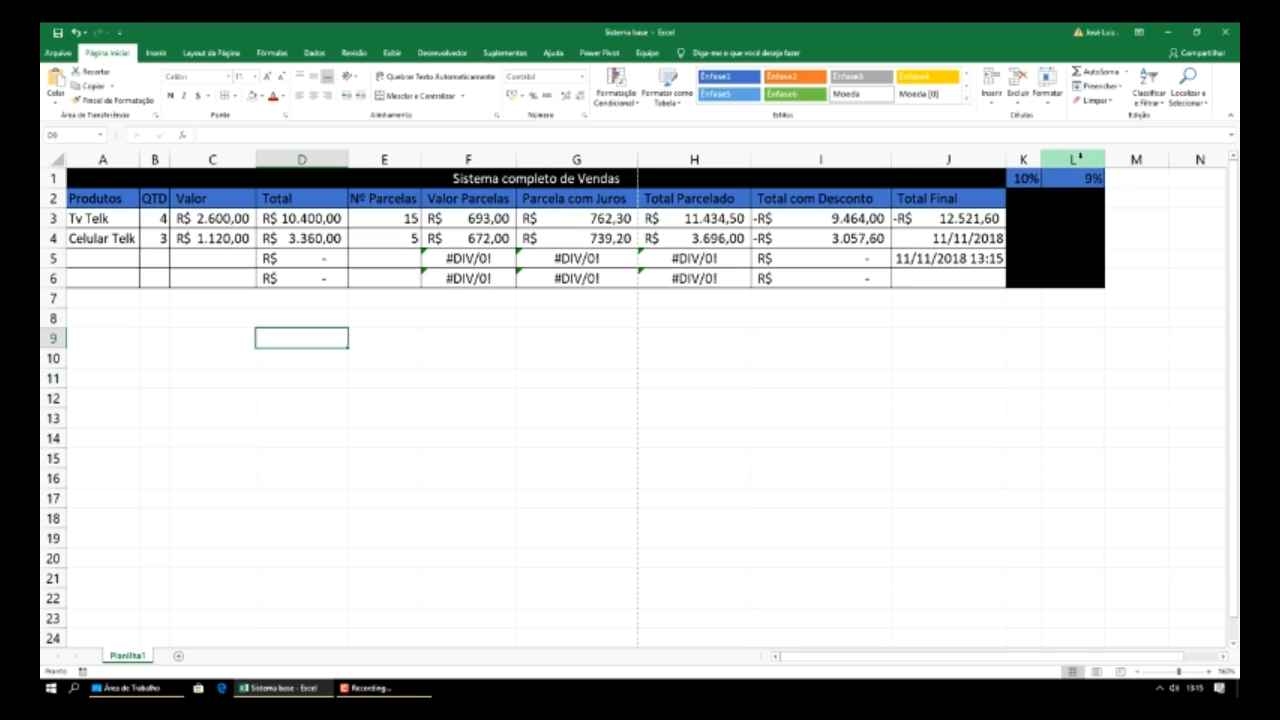 Sistema base - Excel
José Luiz .
Arquivo Página Inicial Inserir Layout da Página Fórmulas Dados Revisão Exibir Desenvolvedor Suplementos Ajuda Power Pivot Equipe Diga-me o que você deseja fazer Compartilhar
Colar
Recortar
Copiar
Pincel de Formatação
Área de Transferência
Calibri 11
N I S
Fonte
Quebrar Texto Automaticamente
Mesclar e Centralizar
Alinhamento
Contábil
% 000
Número
Formatação Condicional
Formatar como Tabela
Ênfase1 Ênfase2 Ênfase3 Ênfase4
Ênfase5 Ênfase6 Moeda Moeda [0]
Estilos
Inserir Excluir Formatar
Células
AutoSoma
Preencher
Limpar
Classificar e Filtrar
Localizar e Selecionar
Edição
D9 fx
A B C D E F G H I J K L M N
1 Sistema completo de Vendas 10% 9%
2 Produtos QTD Valor Total Nº Parcelas Valor Parcelas Parcela com Juros Total Parcelado Total com Desconto Total Final
3 Tv Telk 4 R$ 2.600,00 R$ 10.400,00 15 R$ 693,00 R$ 762,30 R$ 11.434,50 -R$ 9.464,00 -R$ 12.521,60
4 Celular Telk 3 R$ 1.120,00 R$ 3.360,00 5 R$ 672,00 R$ 739,20 R$ 3.696,00 -R$ 3.057,60 11/11/2018
5 R$ - #DIV/0! #DIV/0! #DIV/0! R$ - 11/11/2018 13:15
6 R$ - #DIV/0! #DIV/0! #DIV/0! R$ -
7
8
9
10
11
12
13
14
15
16
17
18
19
20
21
22
23
24
Planilha1
Pronto
160%
Área de Trabalho Sistema base - Excel Recording... 13:15